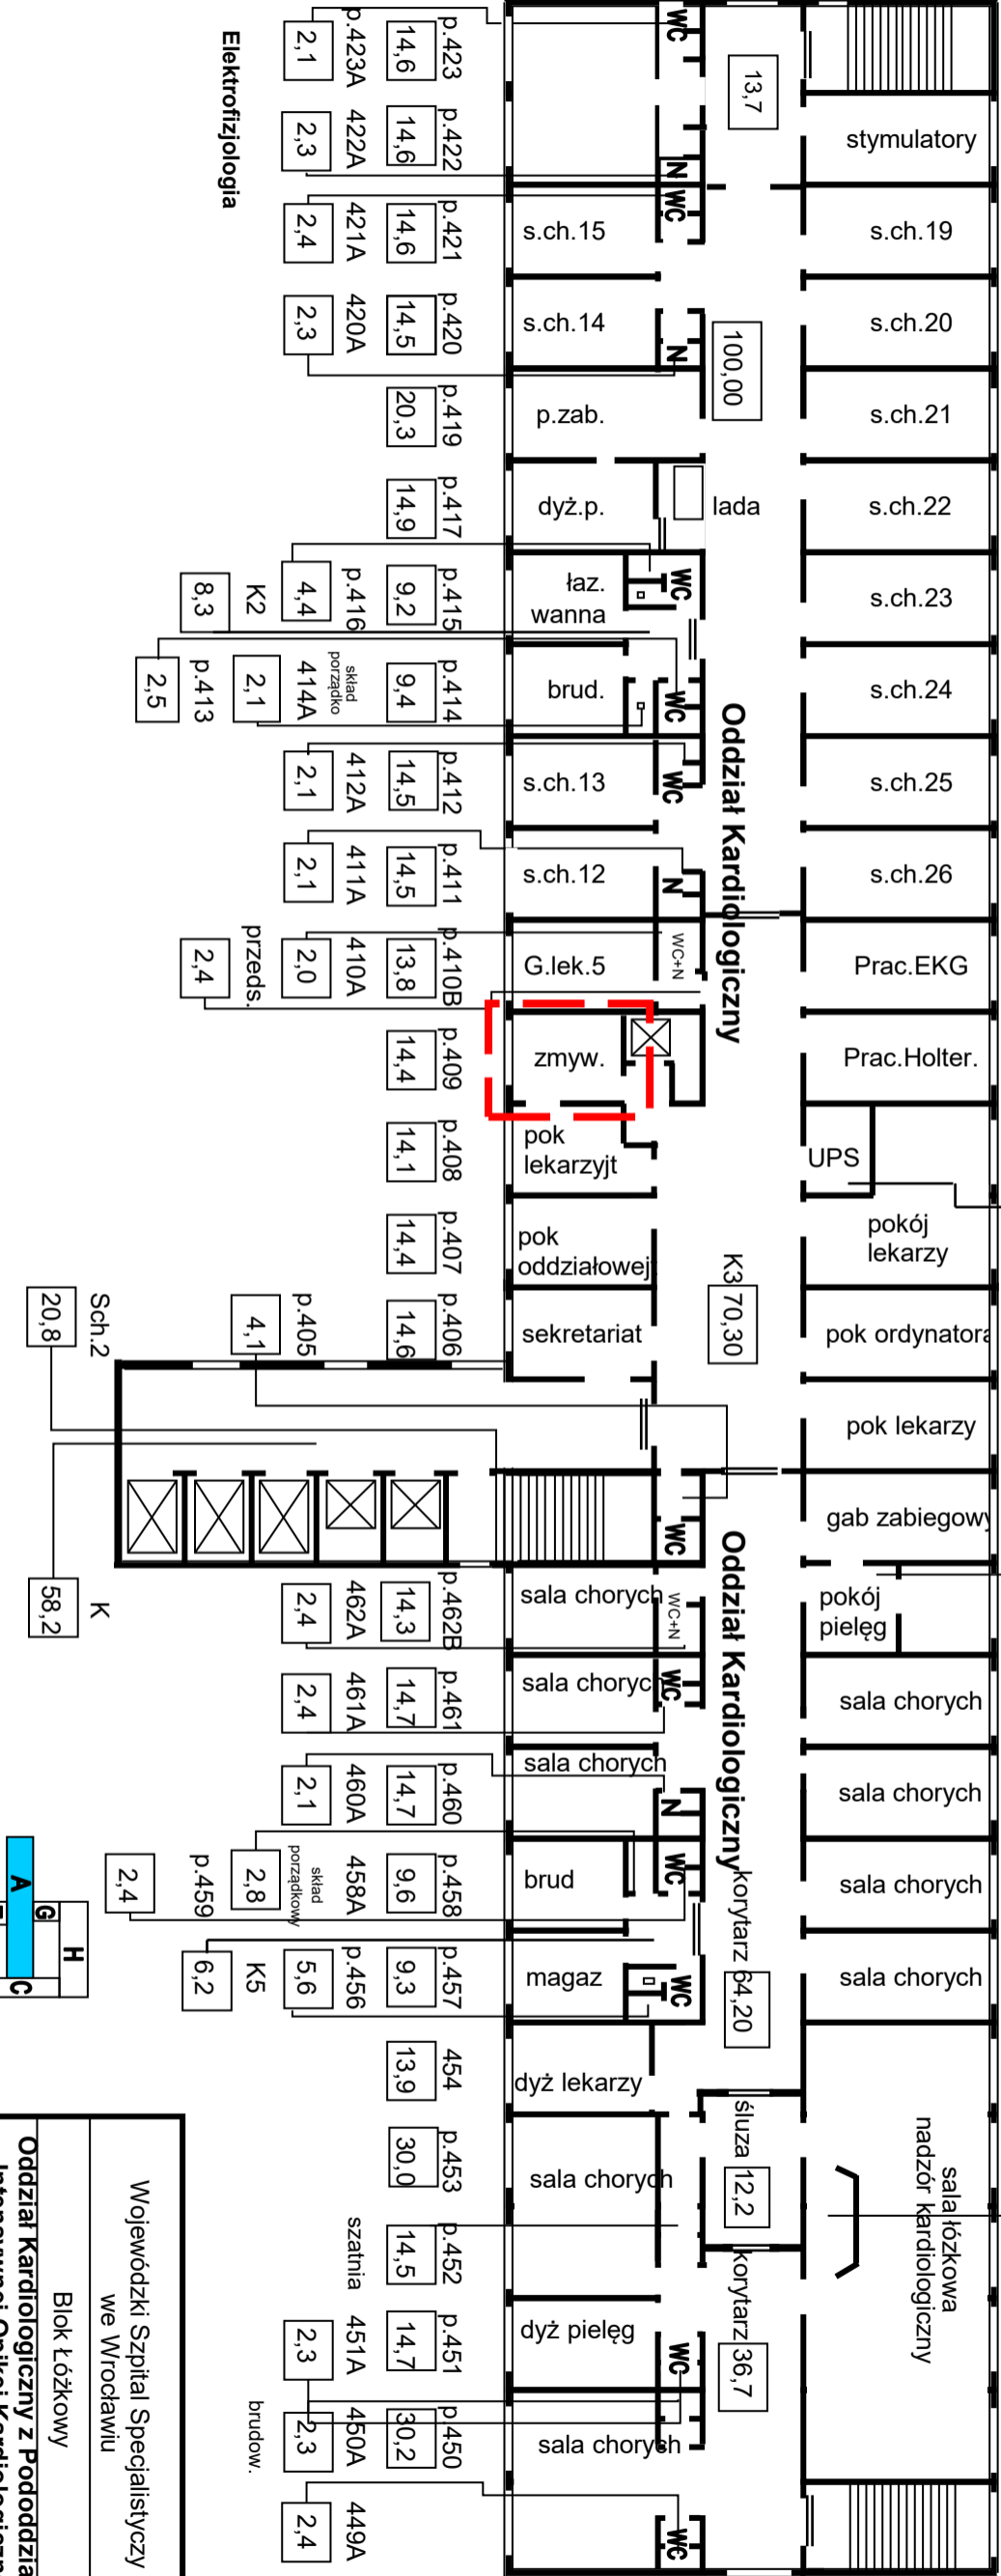 WC
13,7
stymulatory
p.423
14,6
p.423A
2,1
p.422
14,6
422A
2,3
Elektrofizjologia
N
WC
s.ch.15
s.ch.19
p.421
14,6
421A
2,4
s.ch.14
s.ch.20
N
100,00
p.420
14,5
420A
2,3
p.zab.
s.ch.21
p.419
20,3
dyż.p.
lada
s.ch.22
p.417
14,9
łaz.
wanna
WC
s.ch.23
p.415
9,2
p.416
4,4
K2
8,3
brud.
WC
s.ch.24
p.414
9,4
skład
porządko
414A
2,1
p.413
2,5
Oddział Kardiologiczny
s.ch.13
WC
s.ch.25
p.412
14,5
412A
2,1
s.ch.12
N
s.ch.26
p.411
14,5
411A
2,1
G.lek.5
WC+N
Prac.EKG
p.410B
13,8
410A
2,0
przeds.
2,4
zmyw.
Prac.Holter.
p.409
14,4
pok
lekarzyjt
UPS
p.408
14,1
pok
oddziałowej
pokój
lekarzy
p.407
14,4
K3
70,30
sekretariat
pok ordynatora
p.406
14,6
p.405
4,1
Sch.2
20,8
pok lekarzy
WC
gab zabiegowy
Oddział Kardiologiczny
sala chorych
WC+N
pokój
pielęg
p.462B
14,3
462A
2,4
K
58,2
sala chorych
WC
sala chorych
p.461
14,7
461A
2,4
sala chorych
N
sala chorych
p.460
14,7
460A
2,1
brud
WC
korytarz 64,20
sala chorych
p.458
9,6
458A
skład
porządkowy
2,8
p.459
2,4
magaz
WC
sala chorych
p.457
9,3
p.456
5,6
K5
6,2
A
G
H
C
dyż lekarzy
454
13,9
śluza 12,2
sala chorych
p.453
30,0
sala łóżkowa
nadzór kardiologiczny
p.452
14,5
szatnia
korytarz 36,7
dyż pielęg
WC
p.451
14,7
451A
2,3
sala chorych
p.450
30,2
450A
2,3
brudow.
WC
449A
2,4
Wojewódzki Szpital Specjalistyczy
we Wrocławiu
Blok Łóżkowy
Oddział Kardiologiczny z Pododdzia